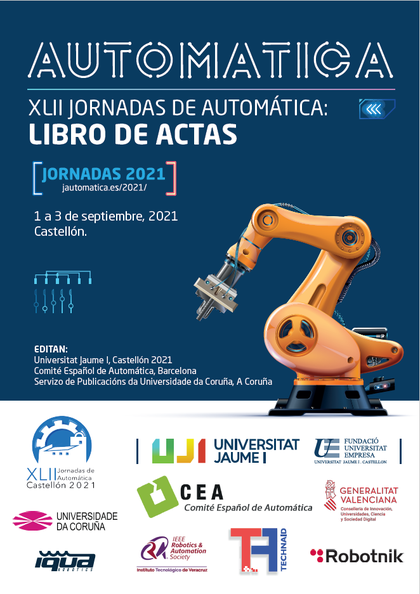 AUTOMATICA
XLII JORNADAS DE AUTOMÁTICA:
LIBRO DE ACTAS
JORNADAS 2021
jautomatica.es/2021/
1 a 3 de septiembre, 2021
Castellón.
EDITAN:
Universitat Jaume I, Castellón 2021
Comité Español de Automática, Barcelona
Servizo de Publicacións da Universidade da Coruña, A Coruña
XLII Jornadas de
Automática
Castellón 2021
UJI UNIVERSITAT
JAUME I
UE FUNDACIÓ
UNIVERSITAT
EMPRESA
UNIVERSITAT JAUME I. CASTELLÓN
CEA
Comité Español de Automática
GENERALITAT
VALENCIANA
Conselleria de Innovación,
Universidades, Ciencia
y Sociedad Digital
UNIVERSIDADE
DA CORUÑA
iqua
ROBOTICS
IEEE
Robotics &
Automation
Society
Instituto Tecnológico de Veracruz
TECHNAID
Robotnik